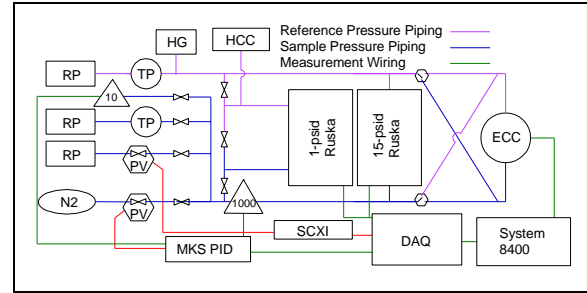 Reference Pressure Piping
Sample Pressure Piping
Measurement Wiring
HG
HCC
RP
TP
10
RP
TP
RP
PV
N2
PV
1000
1-psid
Ruska
15-psid
Ruska
ECC
SCXI
MKS PID
DAQ
System
8400